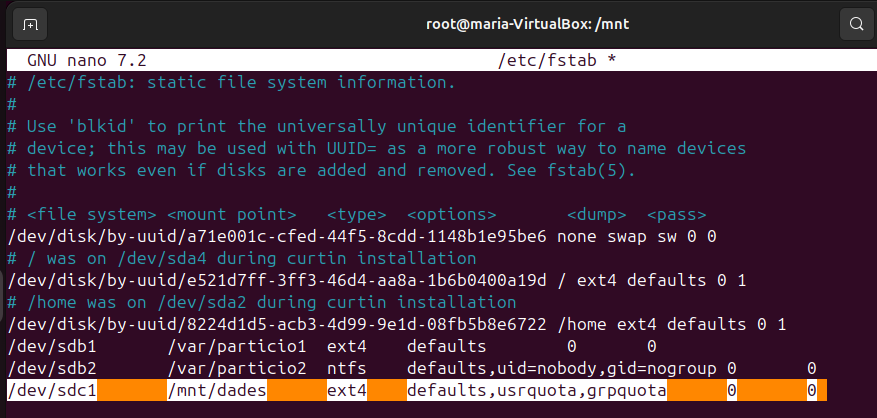 root@maria-VirtualBox: /mnt
GNU nano 7.2 /etc/fstab *
# /etc/fstab: static file system information.
#
# Use 'blkid' to print the universally unique identifier for a
# device; this may be used with UUID= as a more robust way to name devices
# that works even if disks are added and removed. See fstab(5).
#
# <file system> <mount point> <type> <options> <dump> <pass>
/dev/disk/by-uuid/a71e001c-cfed-44f5-8cdd-1148b1e95be6 none swap sw 0 0
# / was on /dev/sda4 during curtin installation
/dev/disk/by-uuid/e521d7ff-3ff3-46d4-aa8a-1b6b0400a19d / ext4 defaults 0 1
# /home was on /dev/sda2 during curtin installation
/dev/disk/by-uuid/8224d1d5-acb3-4d99-9e1d-08fb5b8e6722 /home ext4 defaults 0 1
/dev/sdb1 /var/particio1 ext4 defaults 0 0
/dev/sdb2 /var/particio2 ntfs defaults,uid=nobody,gid=nogroup 0 0
/dev/sdc1 /mnt/dades ext4 defaults,usrquota,grpquota 0 0